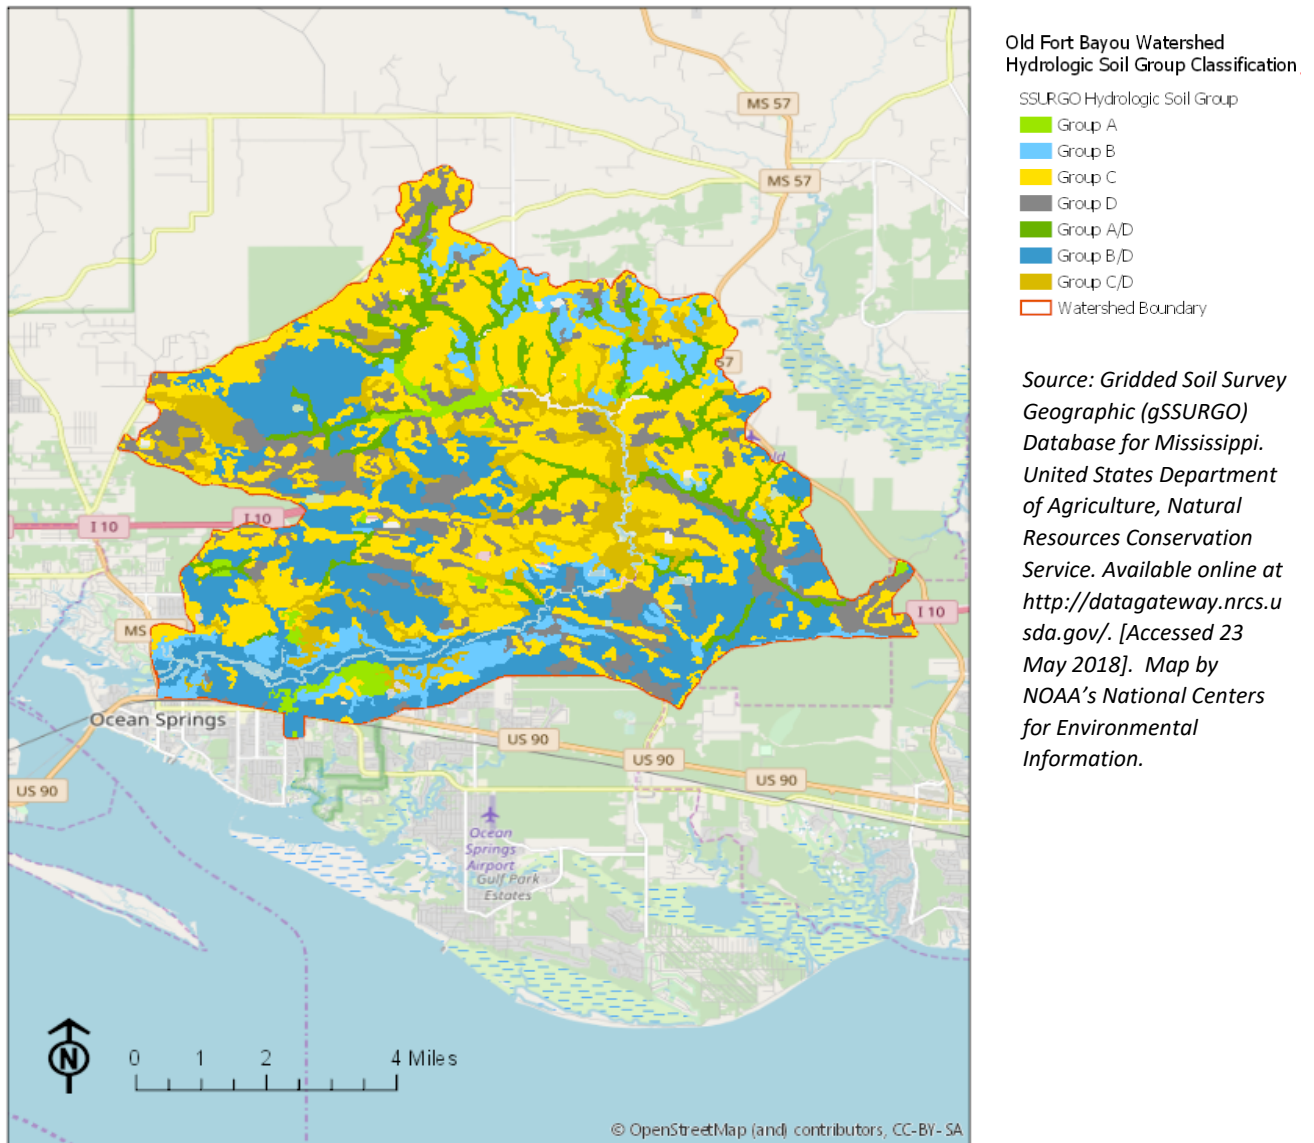 MS 57
MS 57
57
I 10
I 10
I 10
MS
Ocean Springs
US 90
US 90
US 90
US 90
Ocean
Springs
Airport
Gulf Park
Estates
N
0 1 2 4 Miles
© OpenStreetMap (and) contributors, CC-BY-SA
Old Fort Bayou Watershed
Hydrologic Soil Group Classification
SSURGO Hydrologic Soil Group
Group A
Group B
Group C
Group D
Group A/D
Group B/D
Group C/D
Watershed Boundary
Source: Gridded Soil Survey
Geographic (gSSURGO)
Database for Mississippi.
United States Department
of Agriculture, Natural
Resources Conservation
Service. Available online at
http://datagateway.nrcs.u
sda.gov/. [Accessed 23
May 2018]. Map by
NOAA's National Centers
for Environmental
Information.